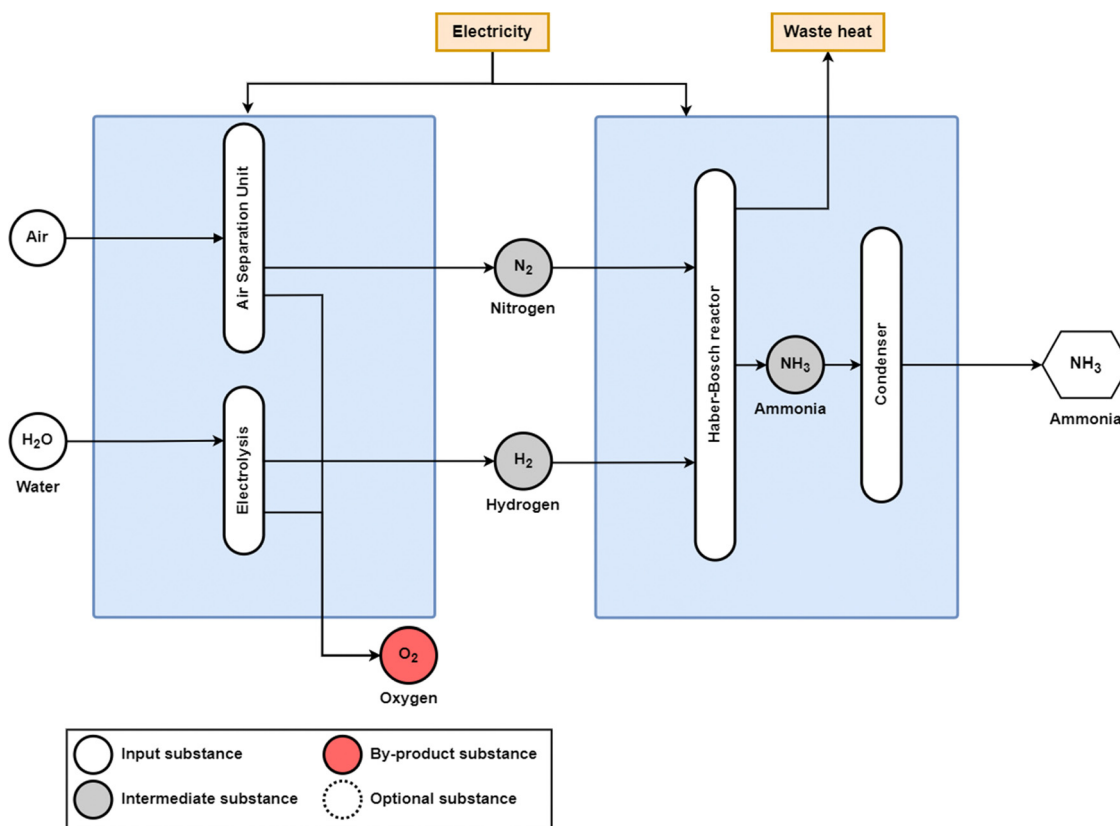 Electricity
Waste heat
Air Separation Unit
Air
N₂
Nitrogen
Haber-Bosch reactor
Condenser
NH₃
Ammonia
NH₃
Ammonia
H₂O
Water
Electrolysis
H₂
Hydrogen
O₂
Oxygen
Input substance
By-product substance
Intermediate substance
Optional substance